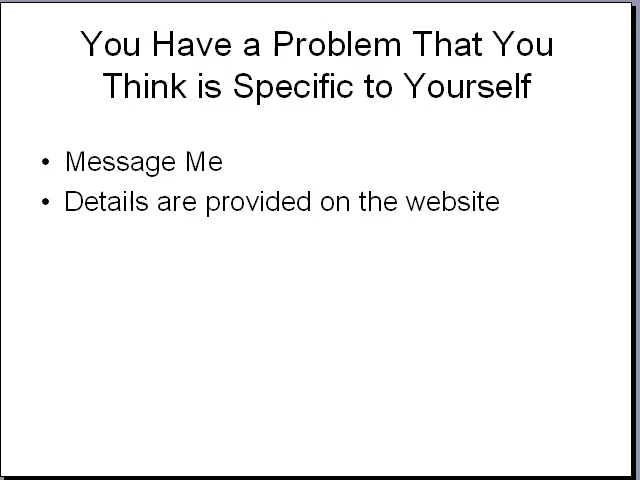 You Have a Problem That You
Think is Specific to Yourself
• Message Me
• Details are provided on the website